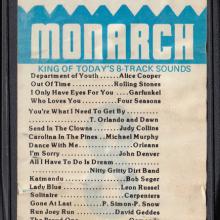 MONARCH
KING OF TODAY'S 8-TRACK SOUNDS
Department of Youth ..... Alice Cooper
Out Of Time ..... Rolling Stones
I Only Have Eyes For You .... Garfunkel
Who Loves You ..... Four Seasons
You're What I Need To Get By
..... T. Orlando and Dawn
Send In The Clowns ..... Judy Collins
Carolina In The Pines ... Michael Murphy
Dance With Me ..... Orleans
I'm Sorry ..... John Denver
All I Have To Do Is Dream
..... Nitty Gritty Dirt Band
Katmandu ..... Bob Seger
Lady Blue ..... Leon Russel
Solitaire ..... Carpenters
Gone At Last ..... P. Simon-P. Snow
Run Joey Run ..... David Geddes